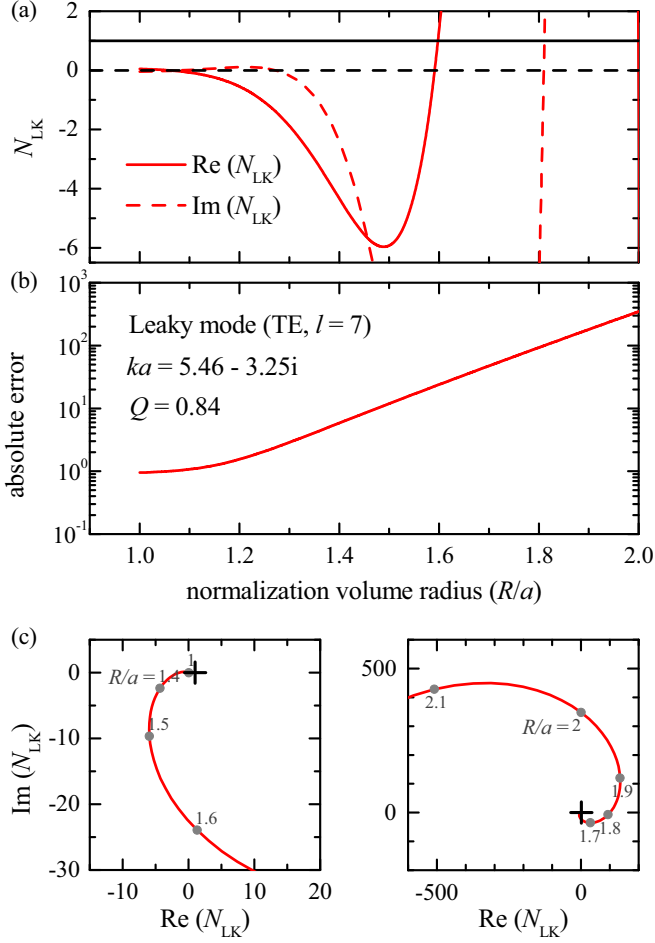 (a)
2
0
-2
-4
-6
N_LK
Re (N_LK)
Im (N_LK)
(b)
10^3
10^2
10^1
10^0
10^-1
absolute error
Leaky mode (TE, l = 7)
ka = 5.46 - 3.25i
Q = 0.84
1.0 1.2 1.4 1.6 1.8 2.0
normalization volume radius (R/a)
(c)
0
-10
-20
-30
Im (N_LK)
R/a= 1.4
1
1.5
1.6
-10 0 10 20
Re (N_LK)
500
0
2.1
R/a= 2
1.9
1.8
1.7
-500 0
Re (N_LK)